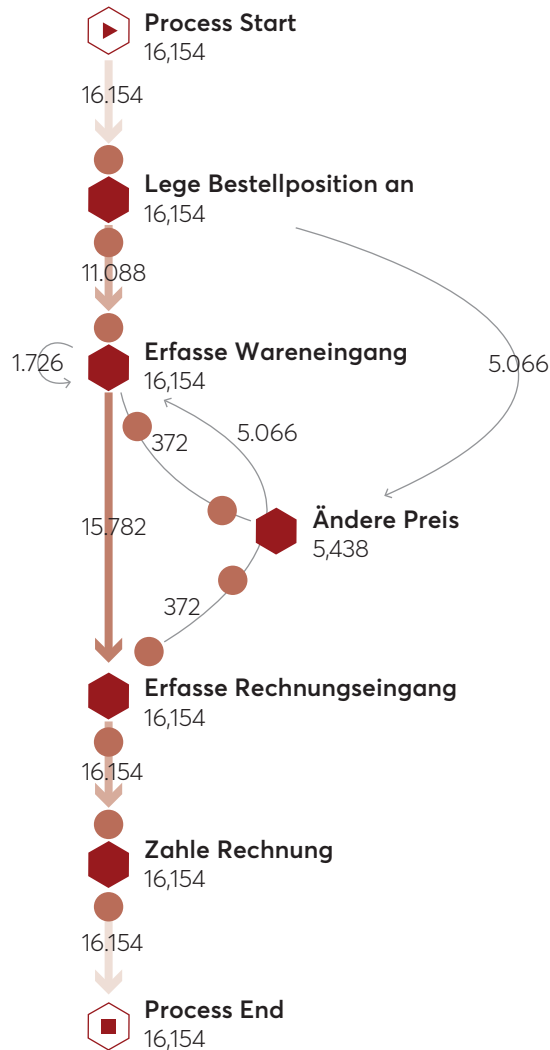 Process Start
16,154
16.154
Lege Bestellposition an
16,154
11.088
Erfasse Wareneingang
16,154
1.726
5.066
372
5.066
15.782
Ändere Preis
5,438
372
Erfasse Rechnungseingang
16,154
16.154
Zahle Rechnung
16,154
16.154
Process End
16,154